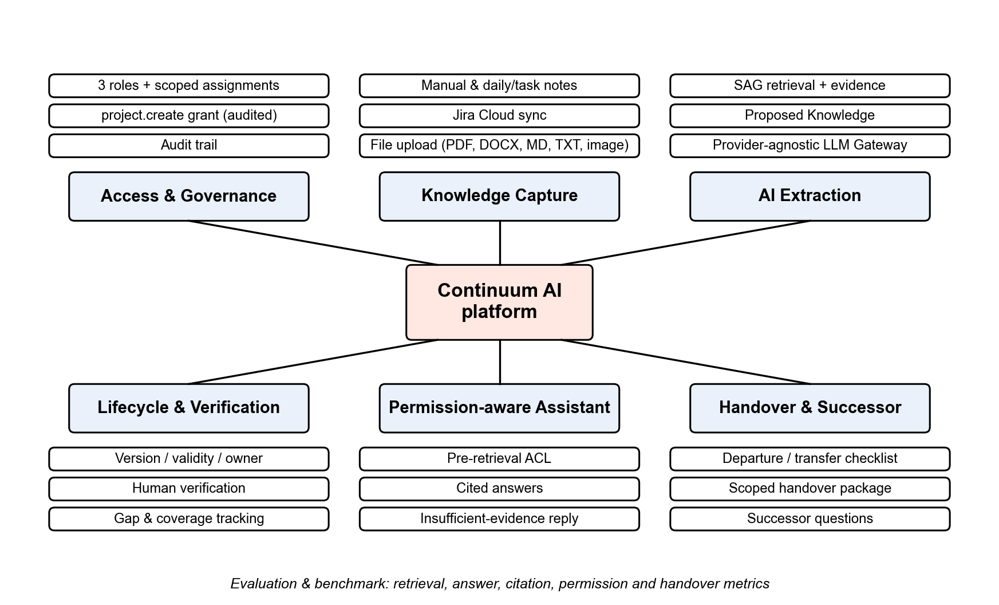 3 roles + scoped assignments
project.create grant (audited)
Audit trail
Access & Governance
Manual & daily/task notes
Jira Cloud sync
File upload (PDF, DOCX, MD, TXT, image)
Knowledge Capture
SAG retrieval + evidence
Proposed Knowledge
Provider-agnostic LLM Gateway
AI Extraction
Continuum AI
platform
Lifecycle & Verification
Version / validity / owner
Human verification
Gap & coverage tracking
Permission-aware Assistant
Pre-retrieval ACL
Cited answers
Insufficient-evidence reply
Handover & Successor
Departure / transfer checklist
Scoped handover package
Successor questions
Evaluation & benchmark: retrieval, answer, citation, permission and handover metrics